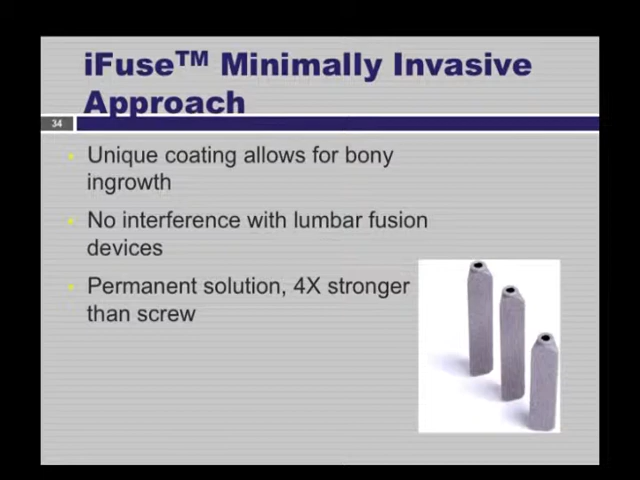 iFuse™ Minimally Invasive
Approach
34
Unique coating allows for bony
ingrowth
No interference with lumbar fusion
devices
Permanent solution, 4X stronger
than screw